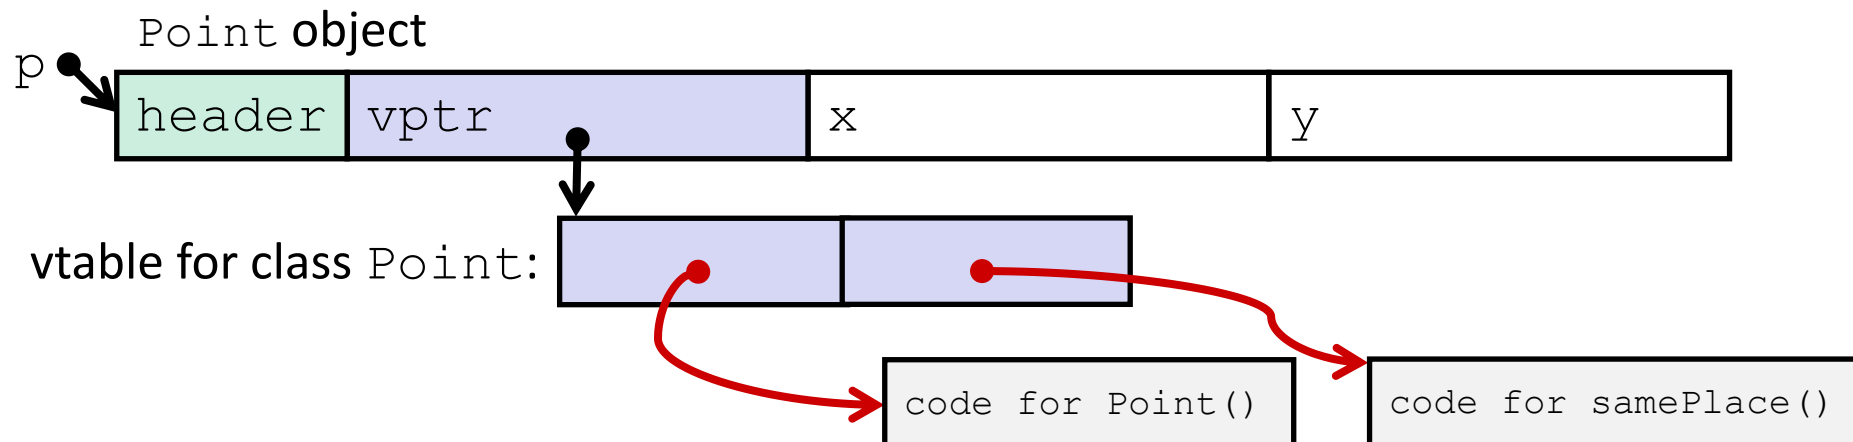 Point object
p
header vptr x y
vtable for class Point:
code for Point() code for samePlace()